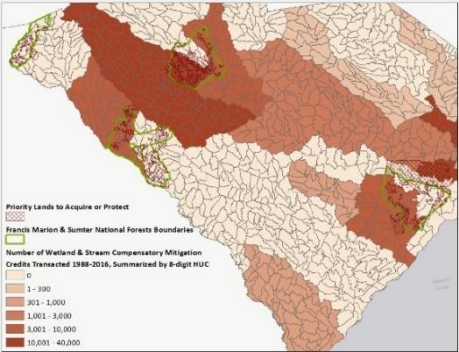 Priority Lands to Acquire or Protect
Francis Marion & Sumter National Forests Boundaries
Number of Wetland & Stream Compensatory Mitigation
Credits Transacted 1988-2016, Summarized by 8-digit HUC
0
1 - 300
301 - 1,000
1,001 - 3,000
3,001 - 10,000
10,001 - 40,000